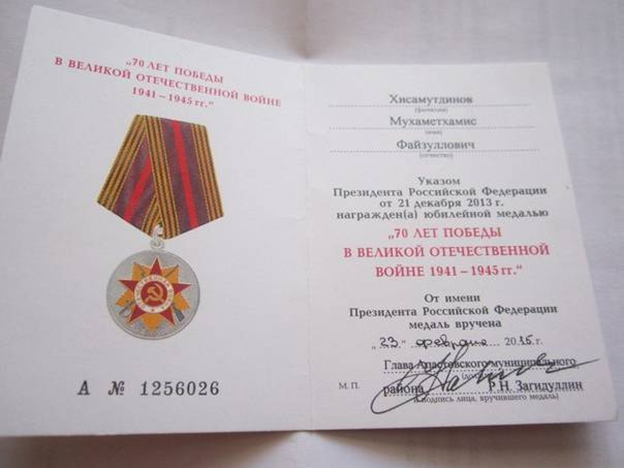 „70 ЛЕТ ПОБЕДЫ
В ВЕЛИКОЙ ОТЕЧЕСТВЕННОЙ ВОЙНЕ
1941 – 1945 гг.“
А № 1256026
Хисамутдинов
(фамилия)
Мухаметхамис
(имя)
Файзуллович
(отчество)
Указом
Президента Российской Федерации
от 21 декабря 2013 г.
награжден(а) юбилейной медалью
„70 ЛЕТ ПОБЕДЫ
В ВЕЛИКОЙ ОТЕЧЕСТВЕННОЙ
ВОЙНЕ 1941 – 1945 гг.“
От имени
Президента Российской Федерации
медаль вручена
„23“ февраля 2015 г.
Глава Апастовского муниципального
М. П. района Р.Н. Загидуллин
(подпись лица, вручившего медаль)